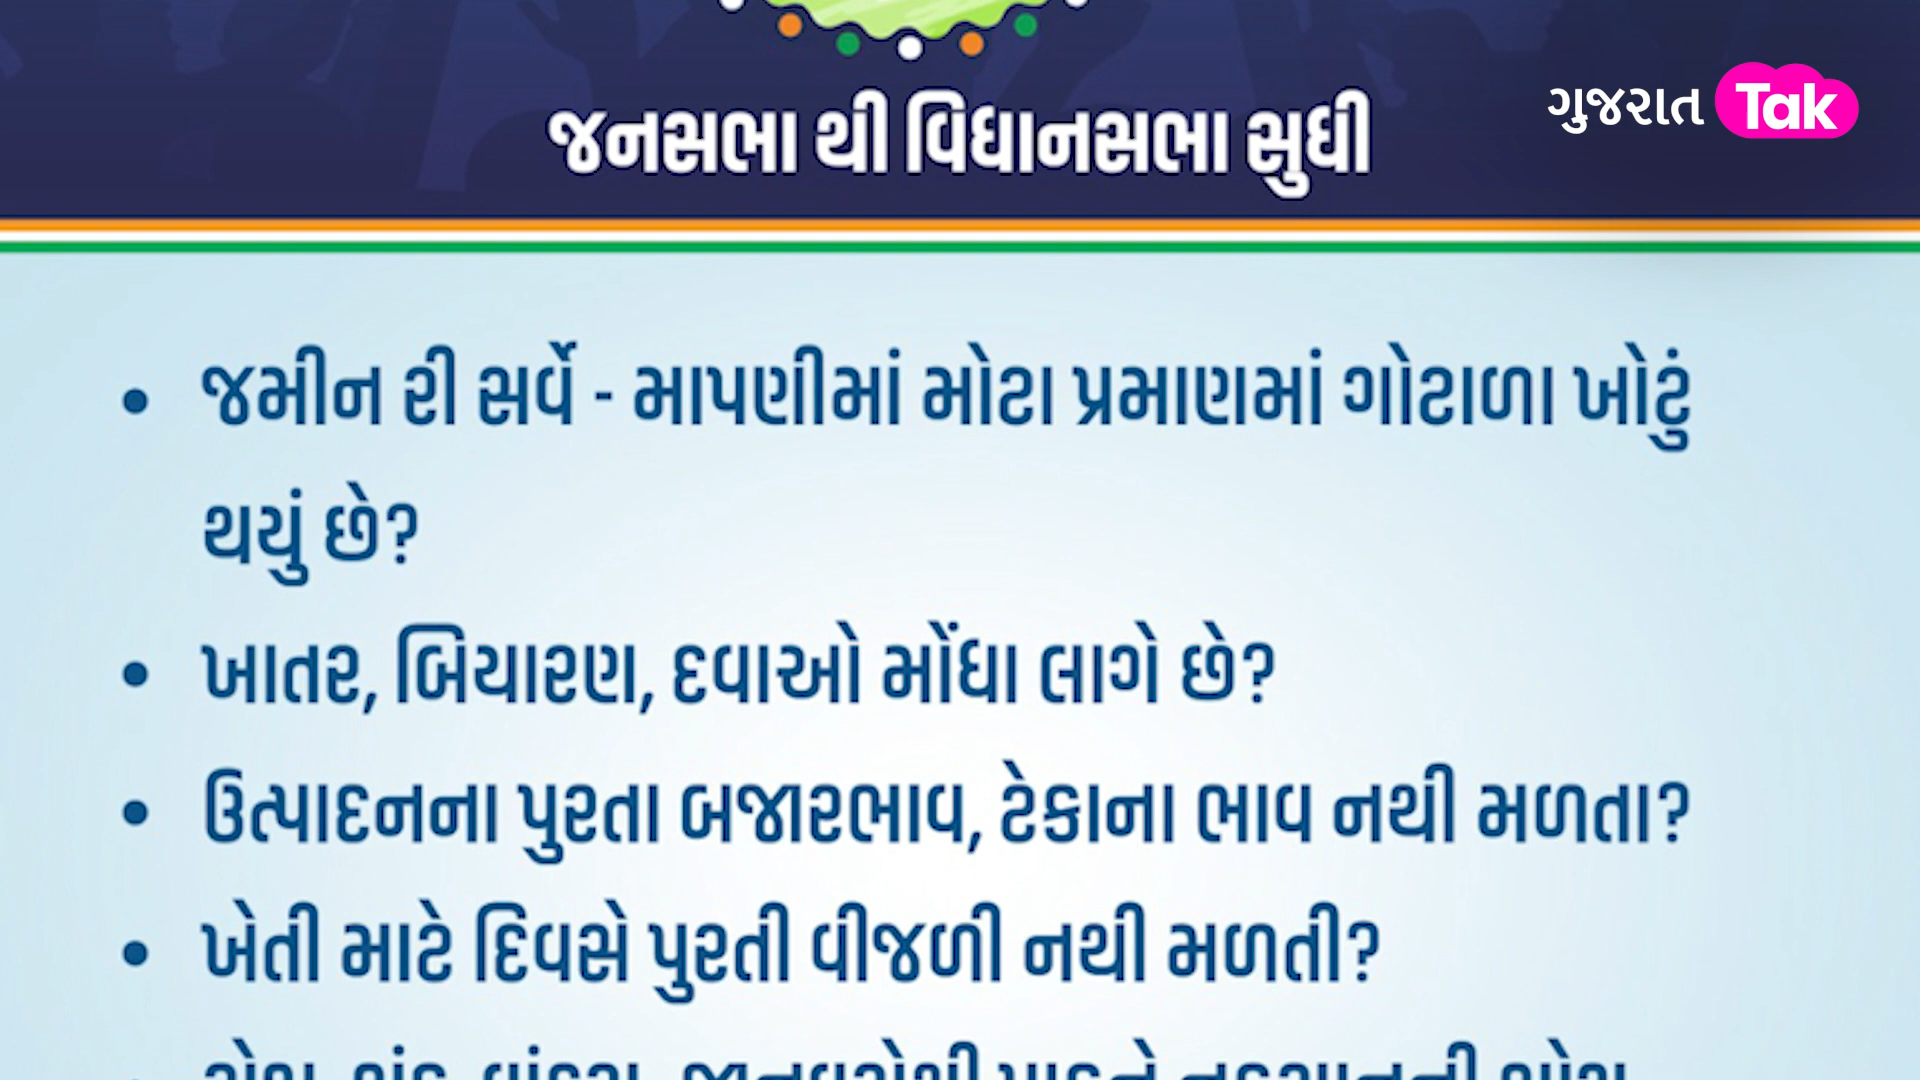 જનસભા થી વિધાનસભા સુધી
ગુજરાત Tak
• જમીન રી સર્વે - માપણીમાં મોટા પ્રમાણમાં ગોટાળા ખોટું
થયું છે?
• ખાતર, બિયારણ, દવાઓ મોંઘા લાગે છે?
• ઉત્પાદનના પુરતા બજારભાવ, ટેકાના ભાવ નથી મળતા?
• ખેતી માટે દિવસે પુરતી વીજળી નથી મળતી?